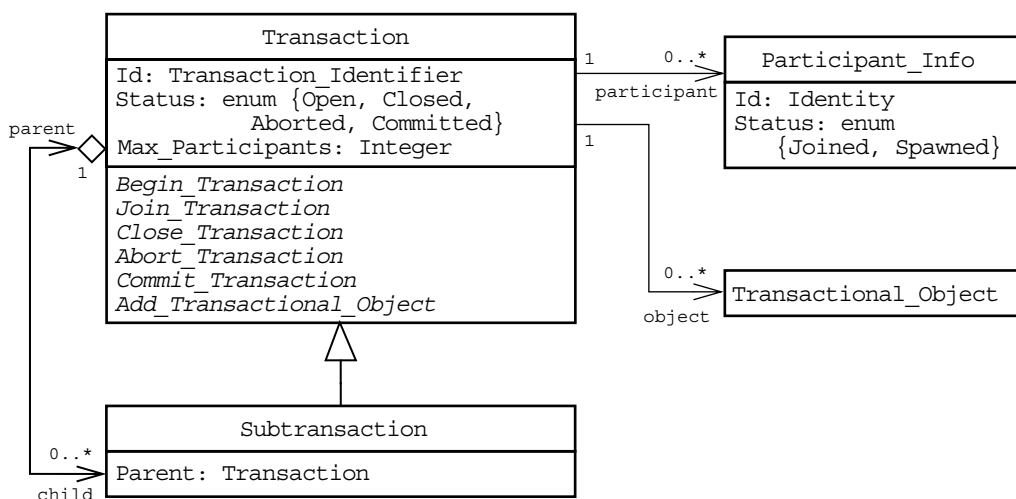 Transaction
Id: Transaction_Identifier
Status: enum {Open, Closed,
Aborted, Committed}
Max_Participants: Integer
Begin_Transaction
Join_Transaction
Close_Transaction
Abort_Transaction
Commit_Transaction
Add_Transactional_Object
parent
1
1
0..*
participant
1
Participant_Info
Id: Identity
Status: enum
{Joined, Spawned}
0..*
object
Transactional_Object
Subtransaction
Parent: Transaction
0..*
child